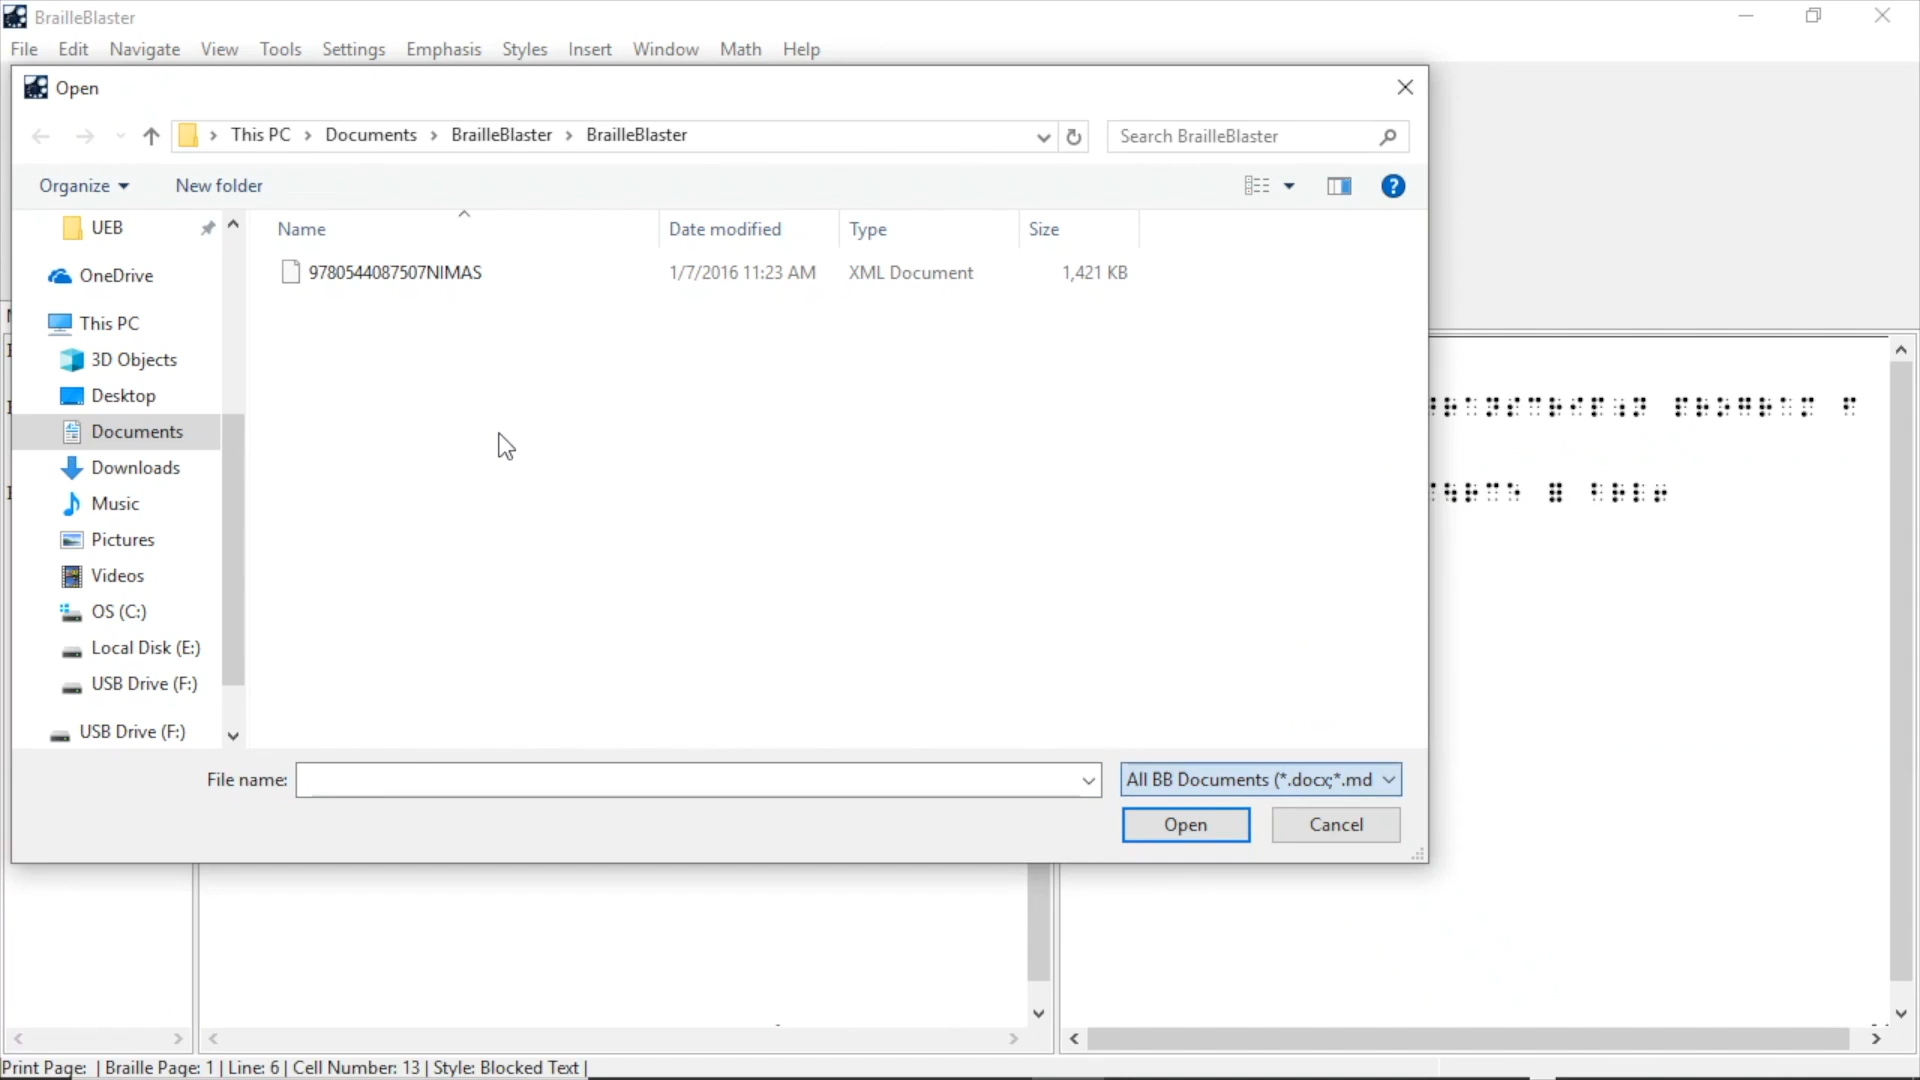 BrailleBlaster
File Edit Navigate View Tools Settings Emphasis Styles Insert Window Math Help
Open
This PC > Documents > BrailleBlaster > BrailleBlaster
Search BrailleBlaster
Organize New folder
UEB
Name Date modified Type Size
9780544087507NIMAS 1/7/2016 11:23 AM XML Document 1,421 KB
OneDrive
This PC
3D Objects
Desktop
Documents
Downloads
Music
Pictures
Videos
OS (C:)
Local Disk (E:)
USB Drive (F:)
USB Drive (F:)
File name:
All BB Documents (*.docx;*.md
Open Cancel
Print Page: | Braille Page: 1 | Line: 6 | Cell Number: 13 | Style: Blocked Text |